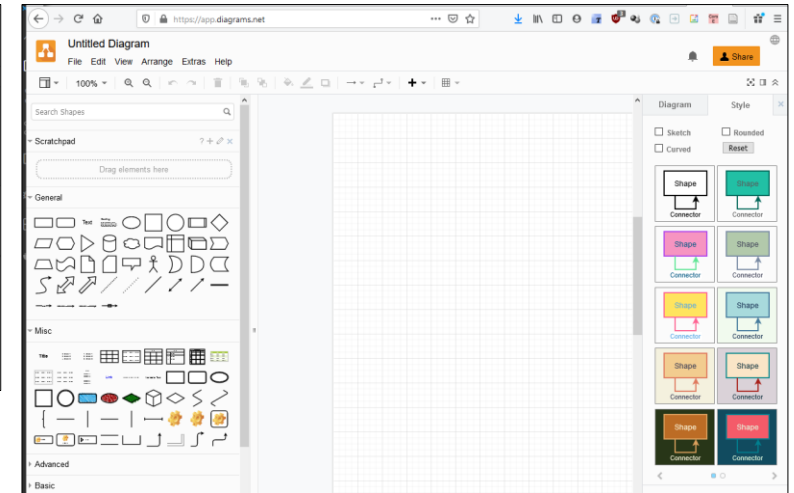 https://app.diagrams.net
Untitled Diagram
File Edit View Arrange Extras Help
Share
100%
Search Shapes
Scratchpad
Drag elements here
General
Text
Misc
Title
Advanced
Basic
Diagram Style
Sketch Rounded
Curved Reset
Shape Shape
Connector Connector
Shape Shape
Connector Connector
Shape Shape
Connector Connector
Shape Shape
Connector Connector
Shape Shape
Connector Connector